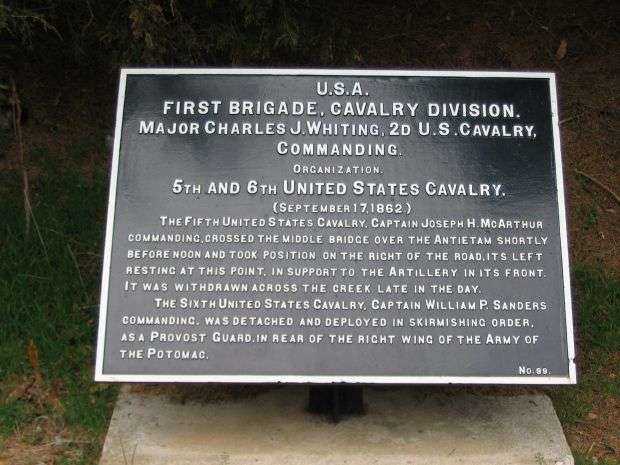 U.S.A.
FIRST BRIGADE, CAVALRY DIVISION.
MAJOR CHARLES J. WHITING, 2D U.S. CAVALRY,
COMMANDING.
ORGANIZATION.
5TH AND 6TH UNITED STATES CAVALRY.
(SEPTEMBER 17, 1862.)
THE FIFTH UNITED STATES CAVALRY, CAPTAIN JOSEPH H. MCARTHUR
COMMANDING, CROSSED THE MIDDLE BRIDGE OVER THE ANTIETAM SHORTLY
BEFORE NOON AND TOOK POSITION ON THE RIGHT OF THE ROAD, ITS LEFT
RESTING AT THIS POINT, IN SUPPORT TO THE ARTILLERY IN ITS FRONT.
IT WAS WITHDRAWN ACROSS THE CREEK LATE IN THE DAY.
THE SIXTH UNITED STATES CAVALRY, CAPTAIN WILLIAM P. SANDERS
COMMANDING, WAS DETACHED AND DEPLOYED IN SKIRMISHING ORDER,
AS A PROVOST GUARD, IN REAR OF THE RIGHT WING OF THE ARMY OF
THE POTOMAC.
NO. 99.